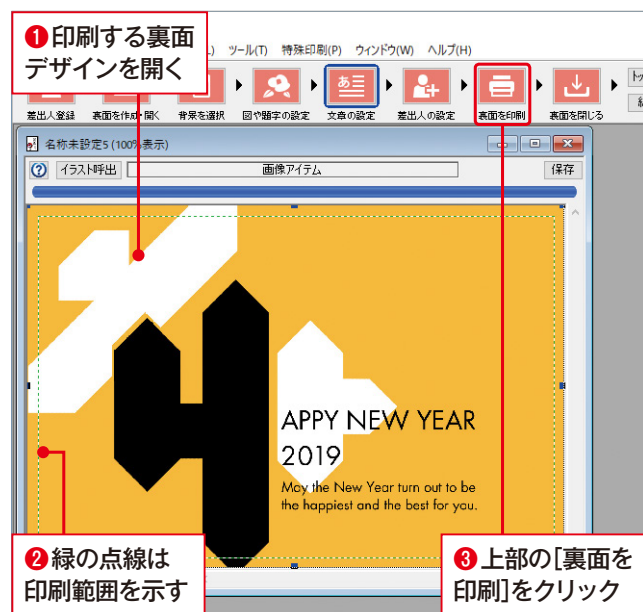 ❶印刷する裏面
デザインを開く
ツール(T) 特殊印刷(P) ウィンドウ(W) ヘルプ(H)
差出人登録 裏面を作成・開く 背景を選択 図や題字の設定 文章の設定 差出人の設定 裏面を印刷 裏面を閉じる
名称未設定5 (100%表示)
イラスト呼出 画像アイテム 保存
APPY NEW YEAR
2019
May the New Year turn out to be
the happiest and the best for you.
❷緑の点線は
印刷範囲を示す
❸上部の[裏面を
印刷]をクリック